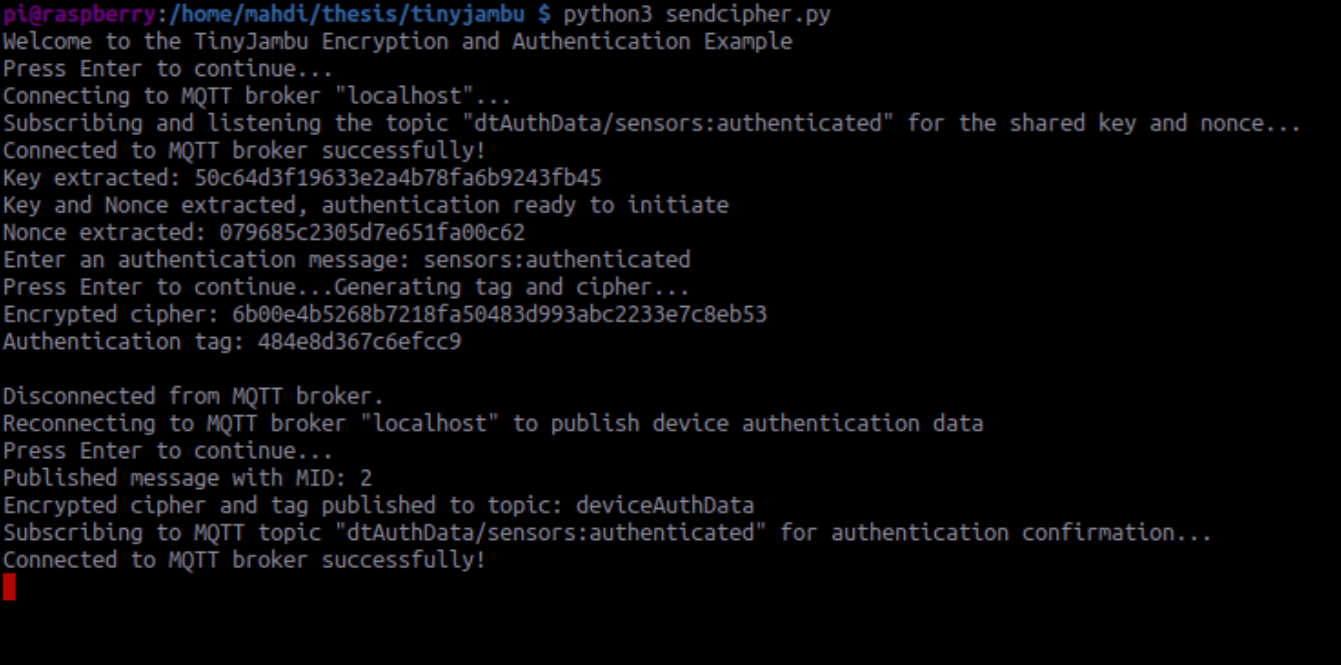 pi@raspberry:/home/mahdi/thesis/tinyjambu $ python3 sendcipher.py
Welcome to the TinyJambu Encryption and Authentication Example
Press Enter to continue...
Connecting to MQTT broker "localhost"...
Subscribing and listening the topic "dtAuthData/sensors:authenticated" for the shared key and nonce...
Connected to MQTT broker successfully!
Key extracted: 50c64d3f19633e2a4b78fa6b9243fb45
Key and Nonce extracted, authentication ready to initiate
Nonce extracted: 079685c2305d7e651fa00c62
Enter an authentication message: sensors:authenticated
Press Enter to continue...Generating tag and cipher...
Encrypted cipher: 6b00e4b5268b7218fa50483d993abc2233e7c8eb53
Authentication tag: 484e8d367c6efcc9
Disconnected from MQTT broker.
Reconnecting to MQTT broker "localhost" to publish device authentication data
Press Enter to continue...
Published message with MID: 2
Encrypted cipher and tag published to topic: deviceAuthData
Subscribing to MQTT topic "dtAuthData/sensors:authenticated" for authentication confirmation...
Connected to MQTT broker successfully!